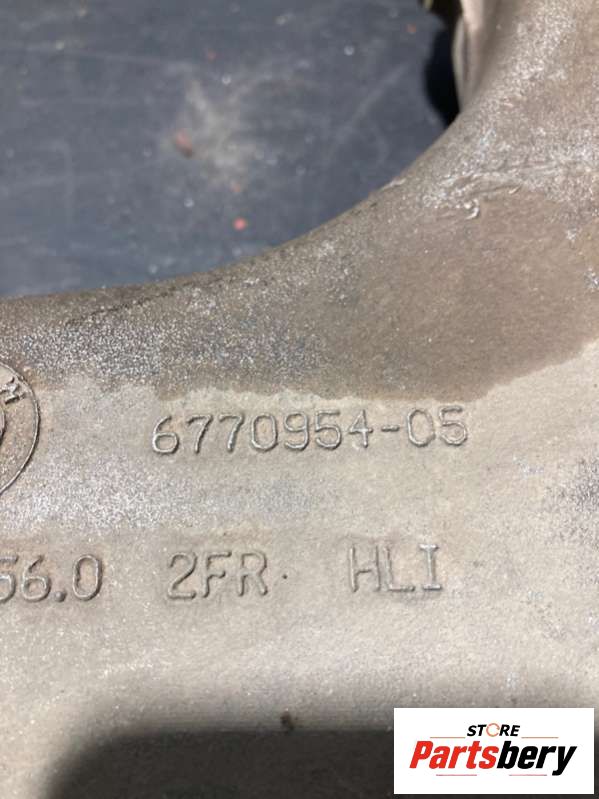 6770954-05
56.0 2FR HLI
STORE
Partsbery